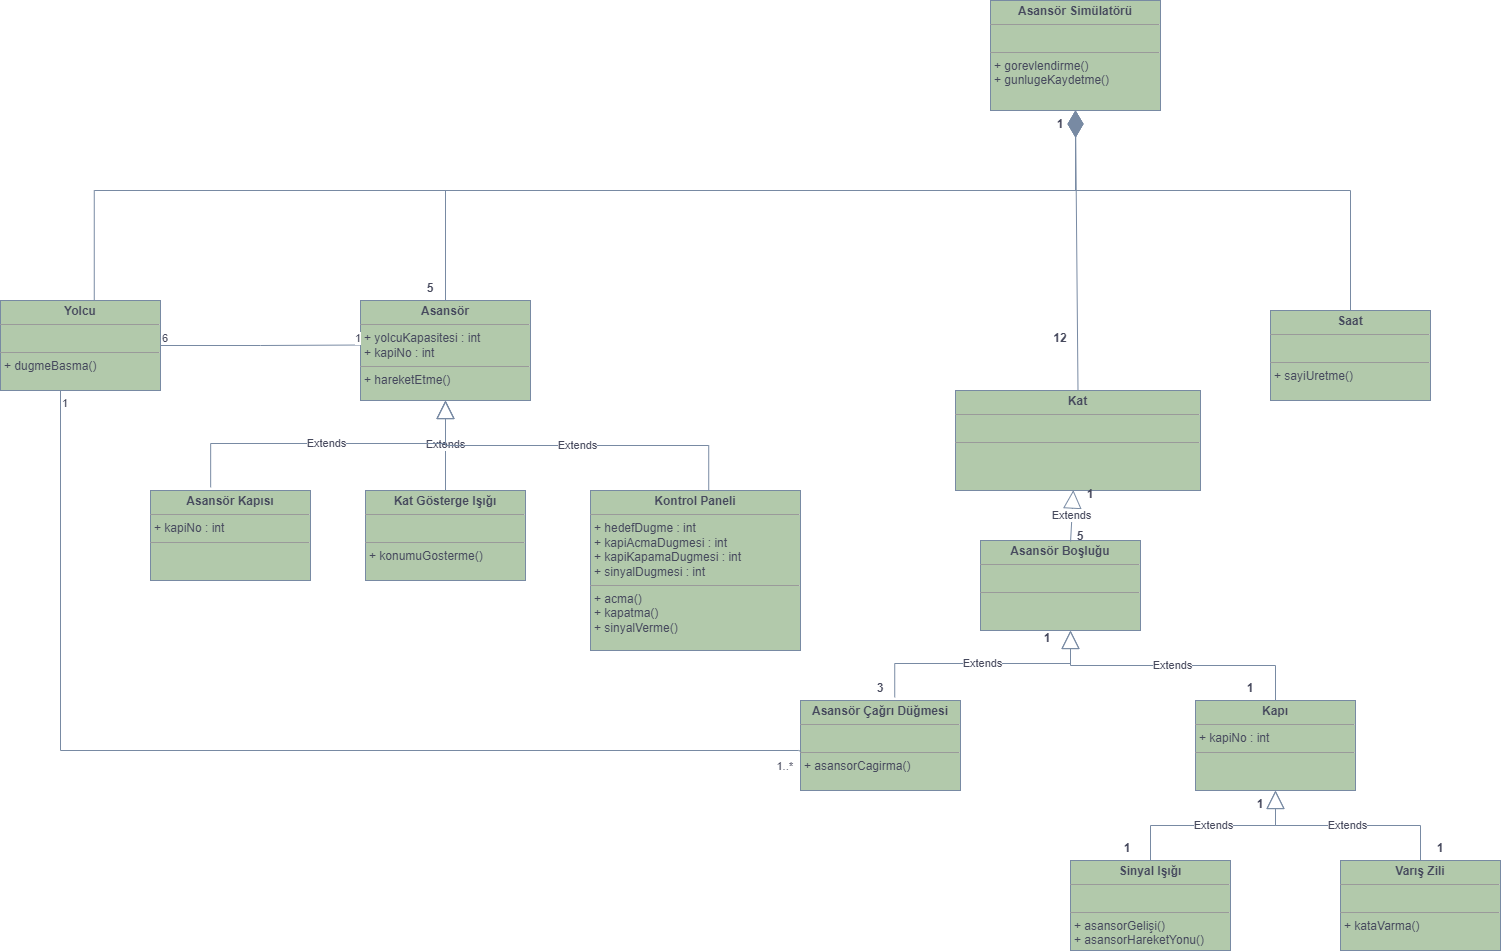 Asansör Simülatörü
+ gorevlendirme()
+ gunlugeKaydetme()
1
5
12
Yolcu
+ dugmeBasma()
6
1
1
Asansör
+ yolcuKapasitesi : int
+ kapiNo : int
+ hareketEtme()
Saat
+ sayiUretme()
Kat
1
Extends
5
Extends
Extends
Extends
Asansör Kapısı
+ kapiNo : int
Kat Gösterge Işığı
+ konumuGosterme()
Kontrol Paneli
+ hedefDugme : int
+ kapiAcmaDugmesi : int
+ kapiKapamaDugmesi : int
+ sinyalDugmesi : int
+ acma()
+ kapatma()
+ sinyalVerme()
Asansör Boşluğu
1
Extends
Extends
3
1
Asansör Çağrı Düğmesi
+ asansorCagirma()
1..*
Kapı
+ kapiNo : int
1
Extends
Extends
1
1
Sinyal Işığı
+ asansorGelişi()
+ asansorHareketYonu()
Varış Zili
+ kataVarma()